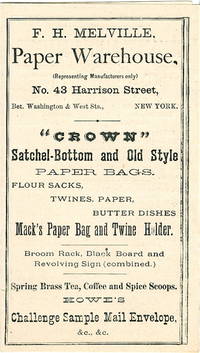 F. H. MELVILLE,
Paper Warehouse,
(Representing Manufacturers only)
No. 43 Harrison Street,
Bet. Washington & West Sts., NEW YORK.
"CROWN"
Satchel-Bottom and Old Style
PAPER BAGS.
FLOUR SACKS,
TWINES, PAPER,
BUTTER DISHES
Mack's Paper Bag and Twine Holder.
Broom Rack, Black Board and
Revolving Sign (combined.)
Spring Brass Tea, Coffee and Spice Scoops.
HOWE'S
Challenge Sample Mail Envelope,
&c., &c.